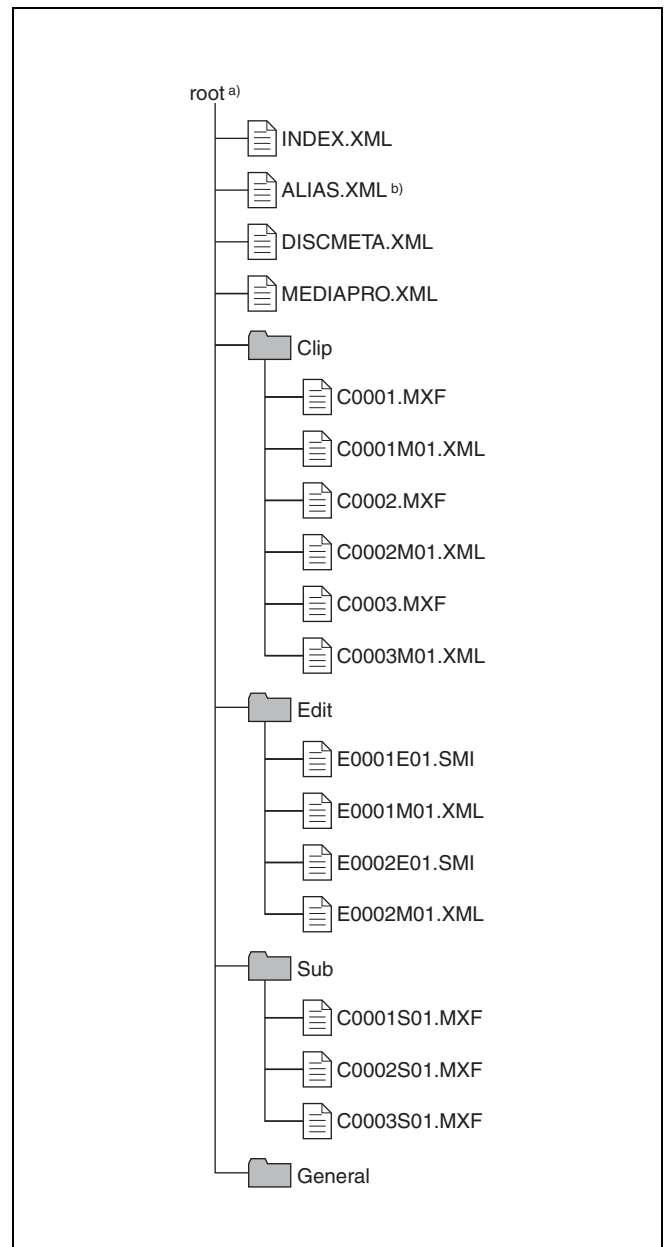 root a)
INDEX.XML
ALIAS.XML b)
DISCMETA.XML
MEDIAPRO.XML
Clip
C0001.MXF
C0001M01.XML
C0002.MXF
C0002M01.XML
C0003.MXF
C0003M01.XML
Edit
E0001E01.SMI
E0001M01.XML
E0002E01.SMI
E0002M01.XML
Sub
C0001S01.MXF
C0002S01.MXF
C0003S01.MXF
General